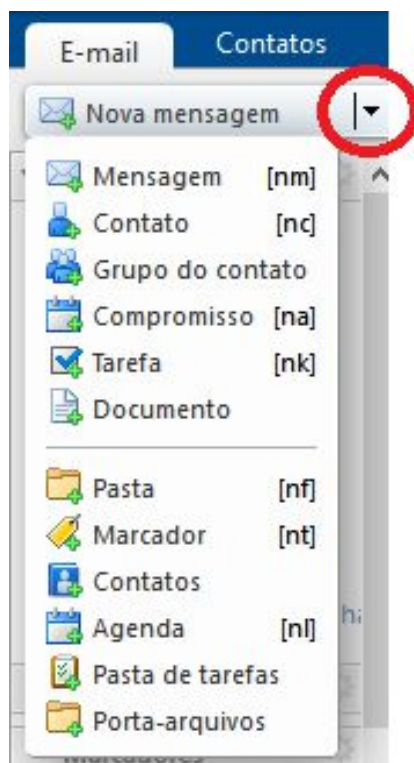 E-mail Contatos
Nova mensagem
Mensagem [nm]
Contato [nc]
Grupo do contato
Compromisso [na]
Tarefa [nk]
Documento
Pasta [nf]
Marcador [nt]
Contatos
Agenda [nl]
Pasta de tarefas
Porta-arquivos